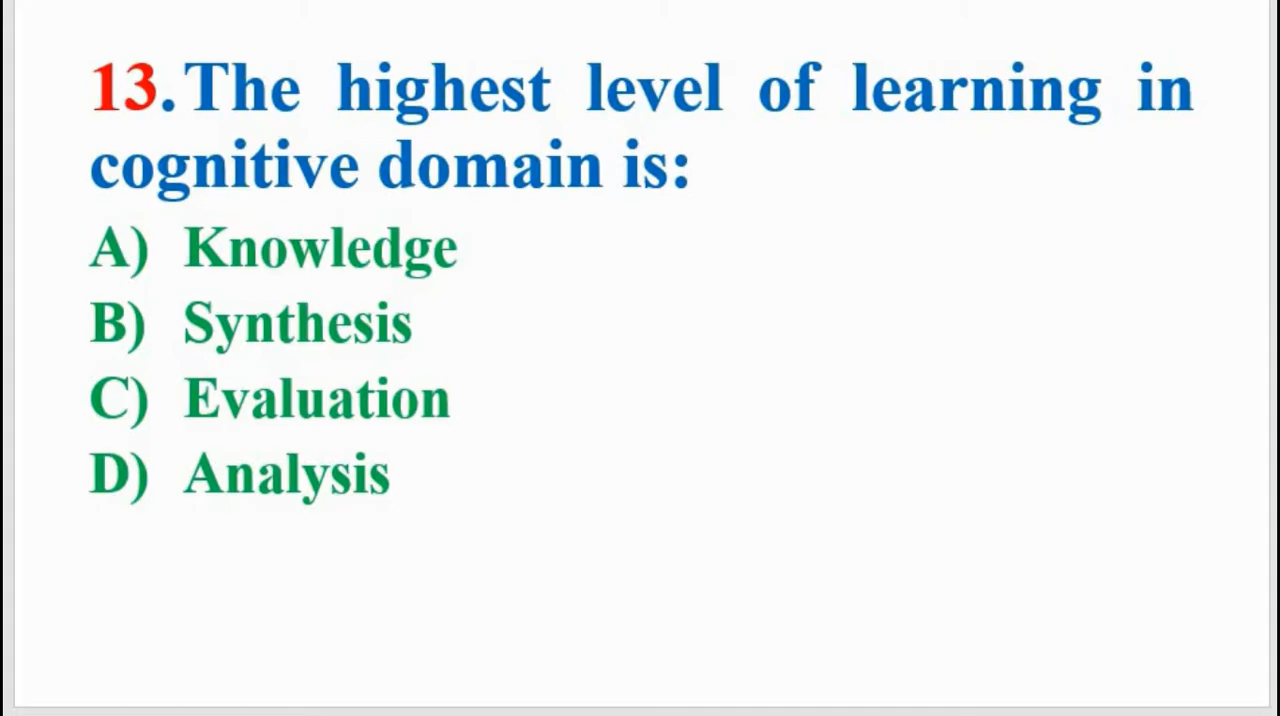 13.The highest level of learning in
cognitive domain is:
A) Knowledge
B) Synthesis
C) Evaluation
D) Analysis